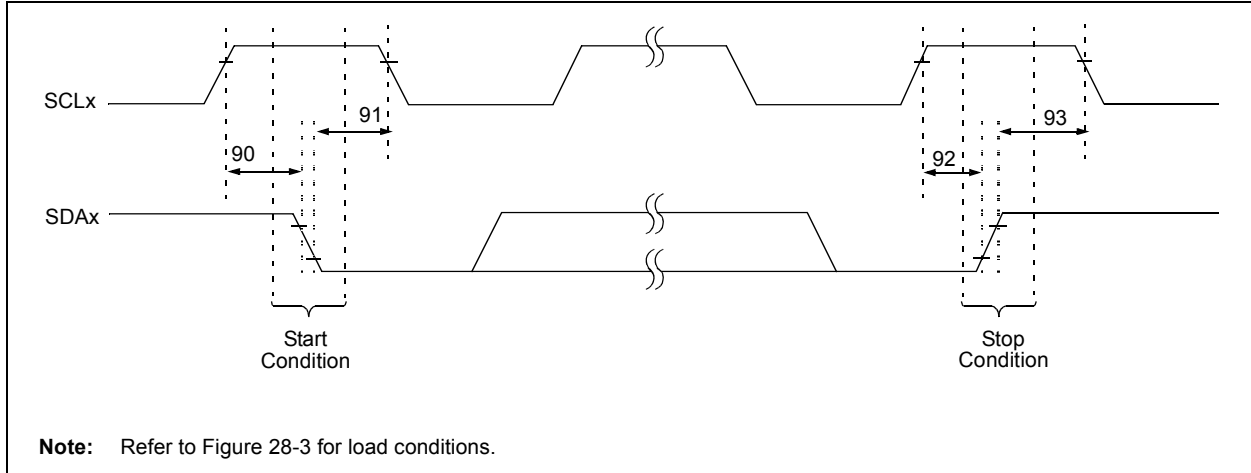 SCLx
91
93
90
92
SDAx
Start
Condition
Stop
Condition
Note: Refer to Figure 28-3 for load conditions.